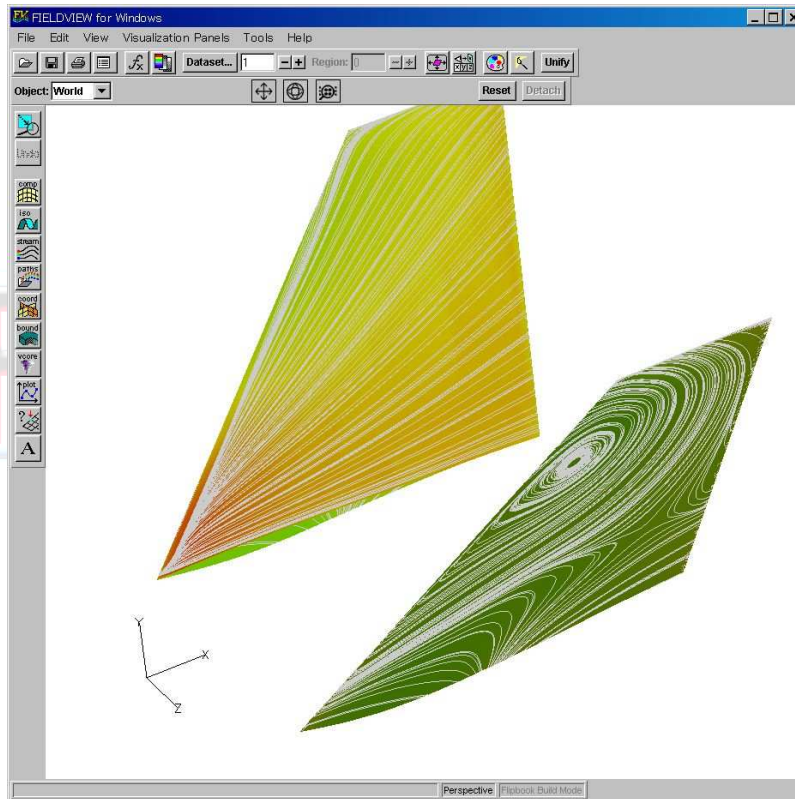 FIELDVIEW for Windows
File Edit View Visualization Panels Tools Help
Dataset... 1 - + Region: 0 - + Unify
Object: World Reset Detach
Undo
comp
iso
stream
paths
coord
bound
vcore
plot
?
A
Y
X
Z
Perspective Flipbook Build Mode